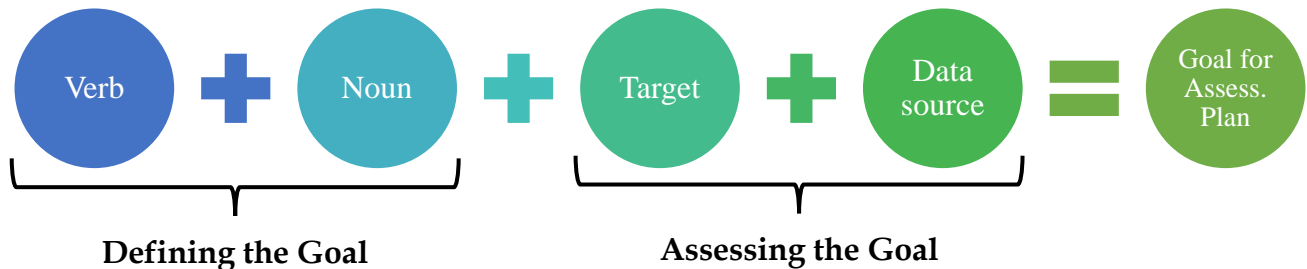 Verb
Noun
Target
Data
source
Goal for
Assess.
Plan
Defining the Goal
Assessing the Goal